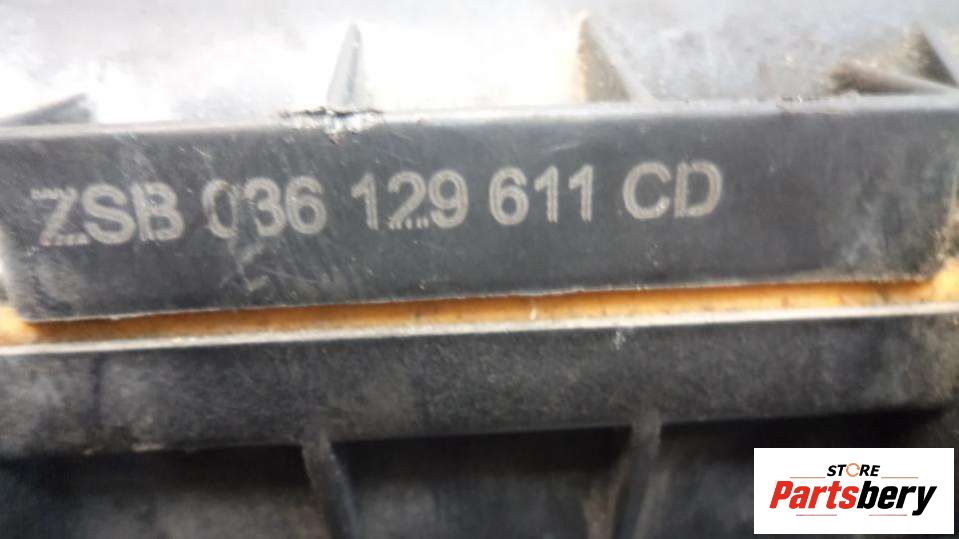 ZSB 036 129 611 CD
STORE
Partsbery